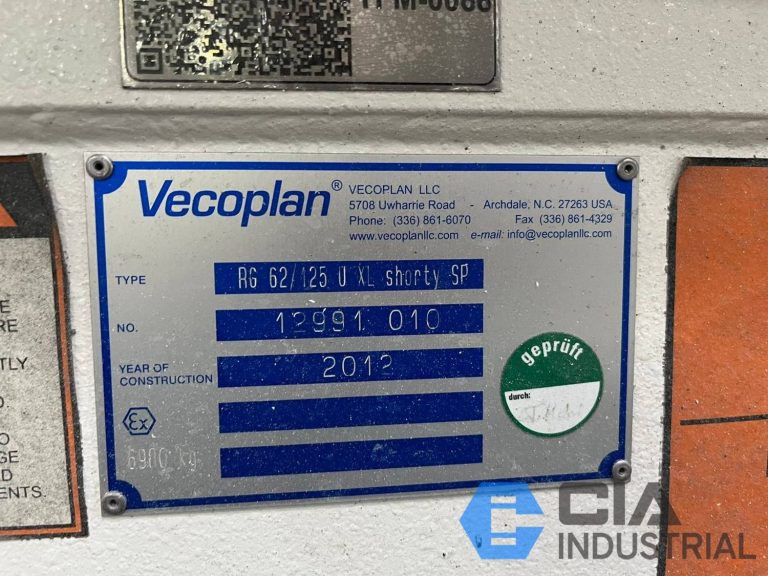 Vecoplan®
VECOPLAN LLC
5708 Uwharrie Road - Archdale, N.C. 27263 USA
Phone: (336) 861-6070 Fax (336) 861-4329
www.vecoplanllc.com e-mail: info@vecoplanllc.com
TYPE RG 62/125 U XL shorty SP
NO. 12991 010
YEAR OF
CONSTRUCTION 2012
Ex
6900 kg
geprüft
durch:
E
RE
TLY
D
O
GE
D
ENTS.
CIA
INDUSTRIAL